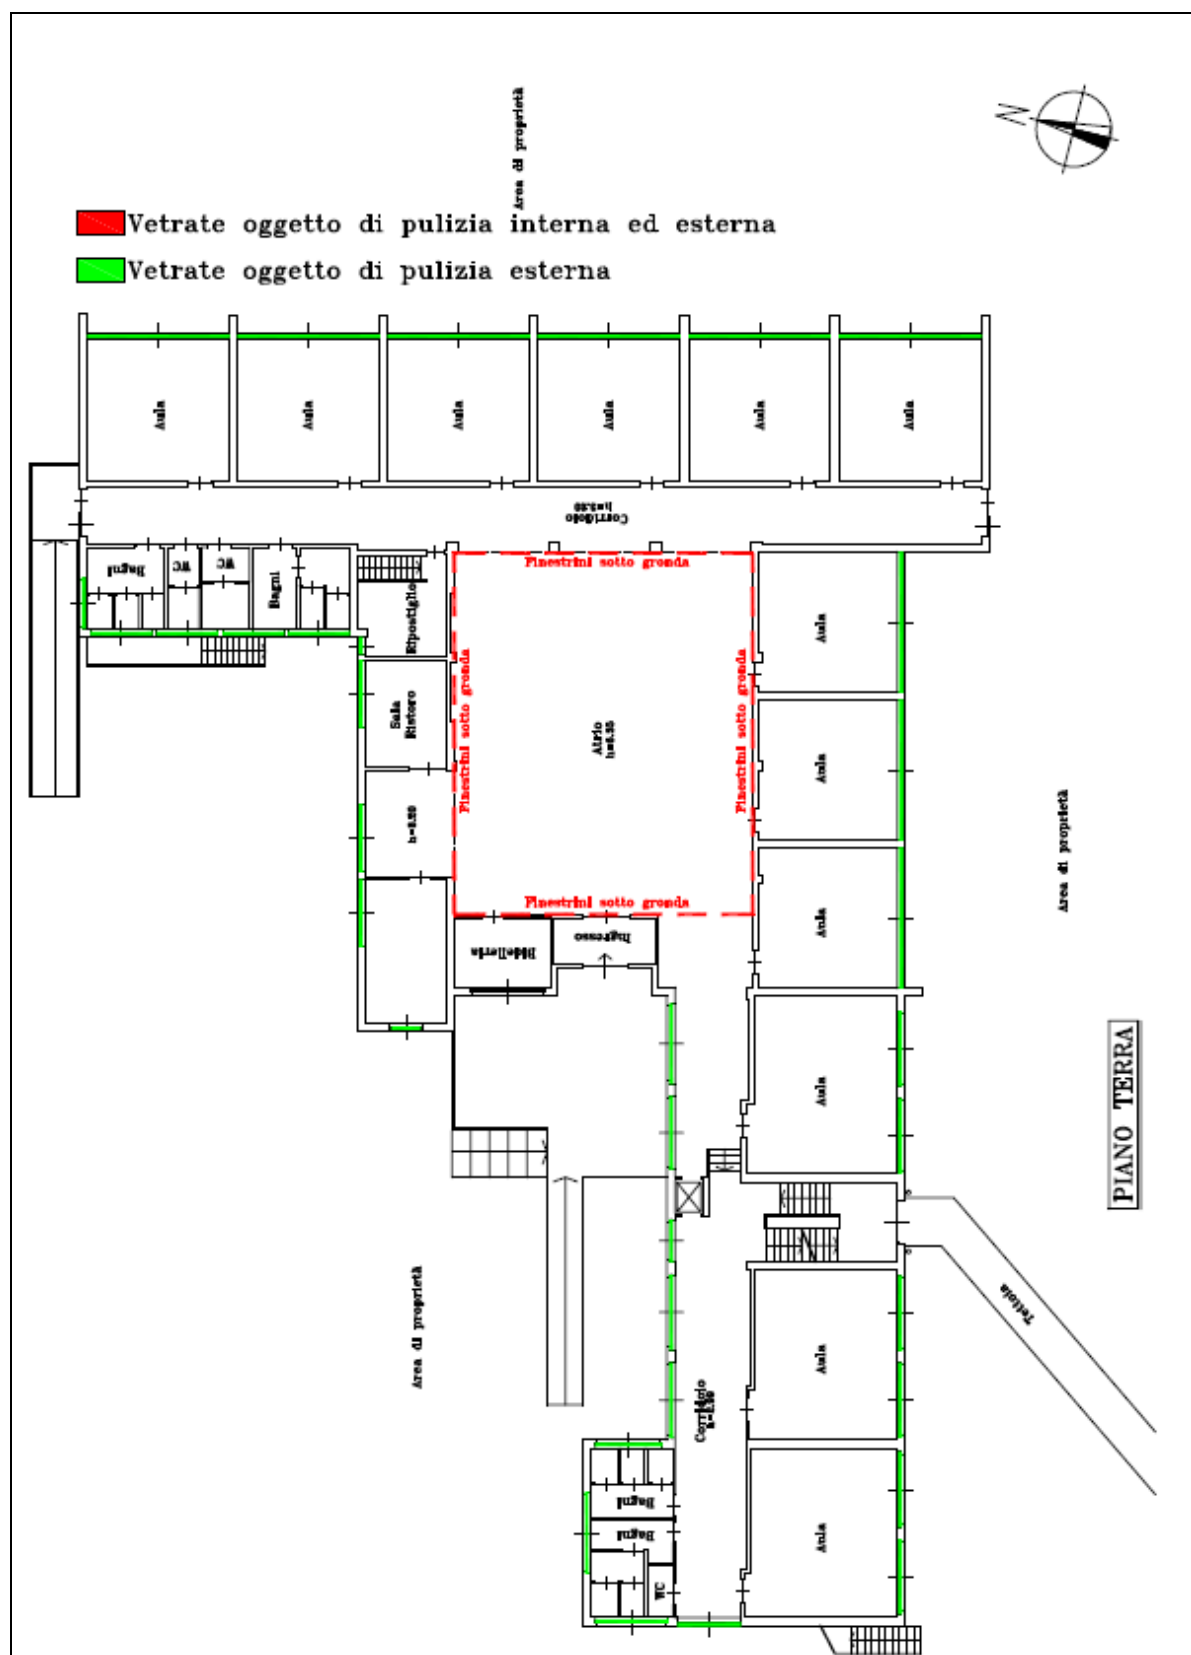 Area di proprietà
N
Vetrate oggetto di pulizia interna ed esterna
Vetrate oggetto di pulizia esterna
Aula
Aula
Aula
Aula
Aula
Aula
Corridoio
Bagni
WC
WC
Bagni
Ripostiglio
Finestrini sotto gronda
Aula
Sala
Ristoro
Finestrini sotto gronda
Atrio
h=6.35
Finestrini sotto gronda
Aula
Area di proprietà
Finestrini sotto gronda
Bidelleria
Ingresso
Aula
Aula
PIANO TERRA
Area di proprietà
Tettoia
Aula
Corridoio
Bagni
Bagni
WC
Aula